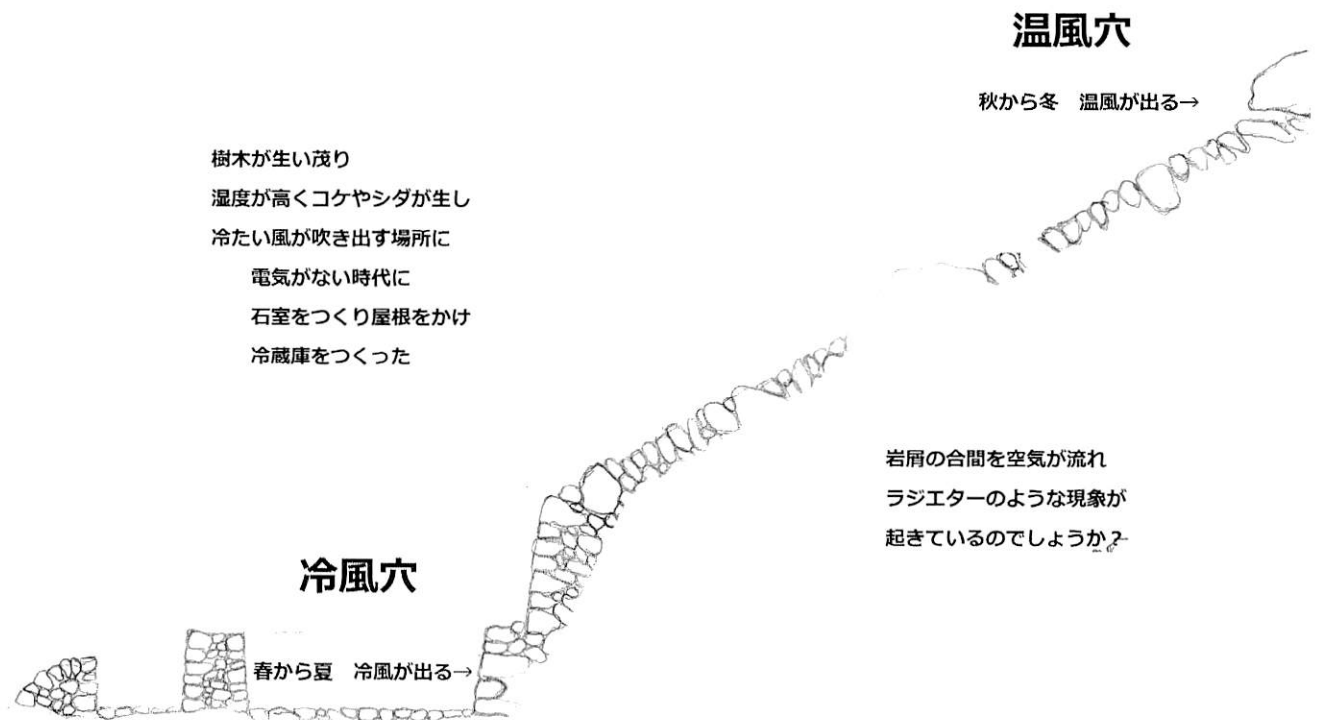 温風穴
秋から冬　温風が出る→
樹木が生い茂り
湿度が高くコケやシダが生し
冷たい風が吹き出す場所に
電気がない時代に
石室をつくり屋根をかけ
冷蔵庫をつくった
岩屑の合間を空気が流れ
ラジエターのような現象が
起きているのでしょうか？
冷風穴
春から夏　冷風が出る→